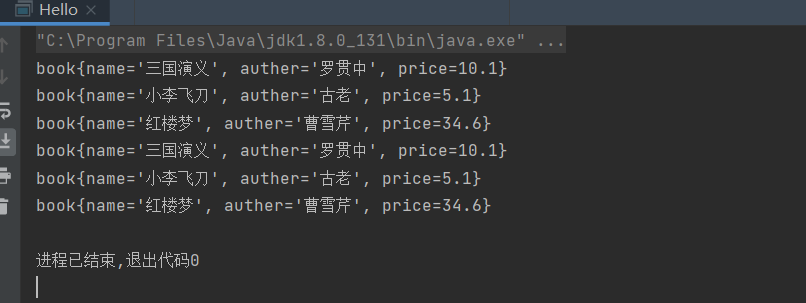 Hello
"C:\Program Files\Java\jdk1.8.0_131\bin\java.exe" ...
book{name='三国演义', auther='罗贯中', price=10.1}
book{name='小李飞刀', auther='古老', price=5.1}
book{name='红楼梦', auther='曹雪芹', price=34.6}
book{name='三国演义', auther='罗贯中', price=10.1}
book{name='小李飞刀', auther='古老', price=5.1}
book{name='红楼梦', auther='曹雪芹', price=34.6}
进程已结束,退出代码0